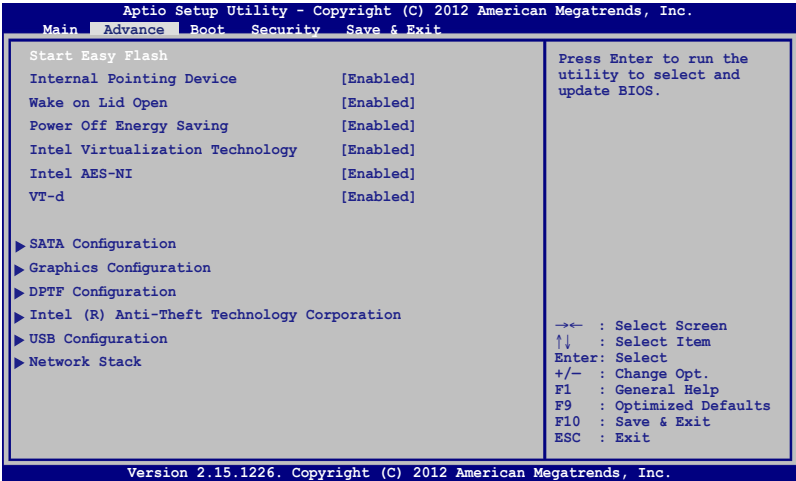 Aptio Setup Utility - Copyright (C) 2012 American Megatrends, Inc.
Main Advance Boot Security Save & Exit
Start Easy Flash
Internal Pointing Device [Enabled]
Wake on Lid Open [Enabled]
Power Off Energy Saving [Enabled]
Intel Virtualization Technology [Enabled]
Intel AES-NI [Enabled]
VT-d [Enabled]
SATA Configuration
Graphics Configuration
DPTF Configuration
Intel (R) Anti-Theft Technology Corporation
USB Configuration
Network Stack
Press Enter to run the
utility to select and
update BIOS.
→← : Select Screen
↑↓ : Select Item
Enter: Select
+/— : Change Opt.
F1 : General Help
F9 : Optimized Defaults
F10 : Save & Exit
ESC : Exit
Version 2.15.1226. Copyright (C) 2012 American Megatrends, Inc.